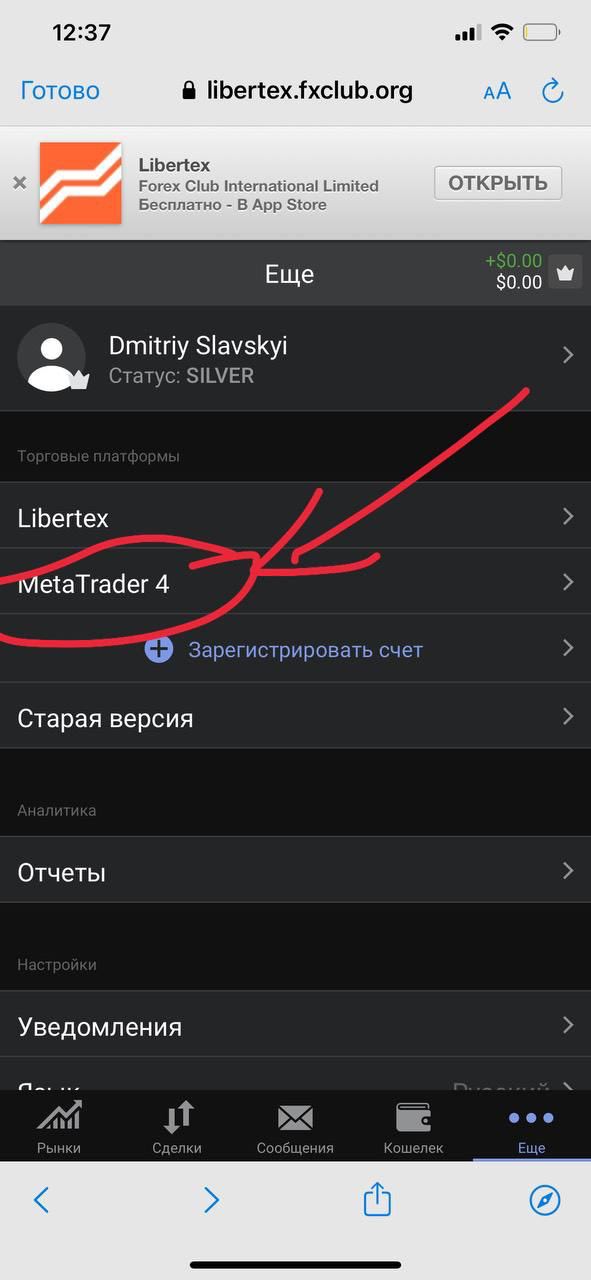 12:37
Готово
libertex.fxclub.org
AA
Libertex
Forex Club International Limited
Бесплатно - В App Store
ОТКРЫТЬ
Еще
+$0.00
$0.00
Dmitriy Slavskyi
Статус: SILVER
Торговые платформы
Libertex
MetaTrader 4
Зарегистрировать счет
Старая версия
Аналитика
Отчеты
Настройки
Уведомления
Язык
Русский
Рынки
Сделки
Сообщения
Кошелек
Еще